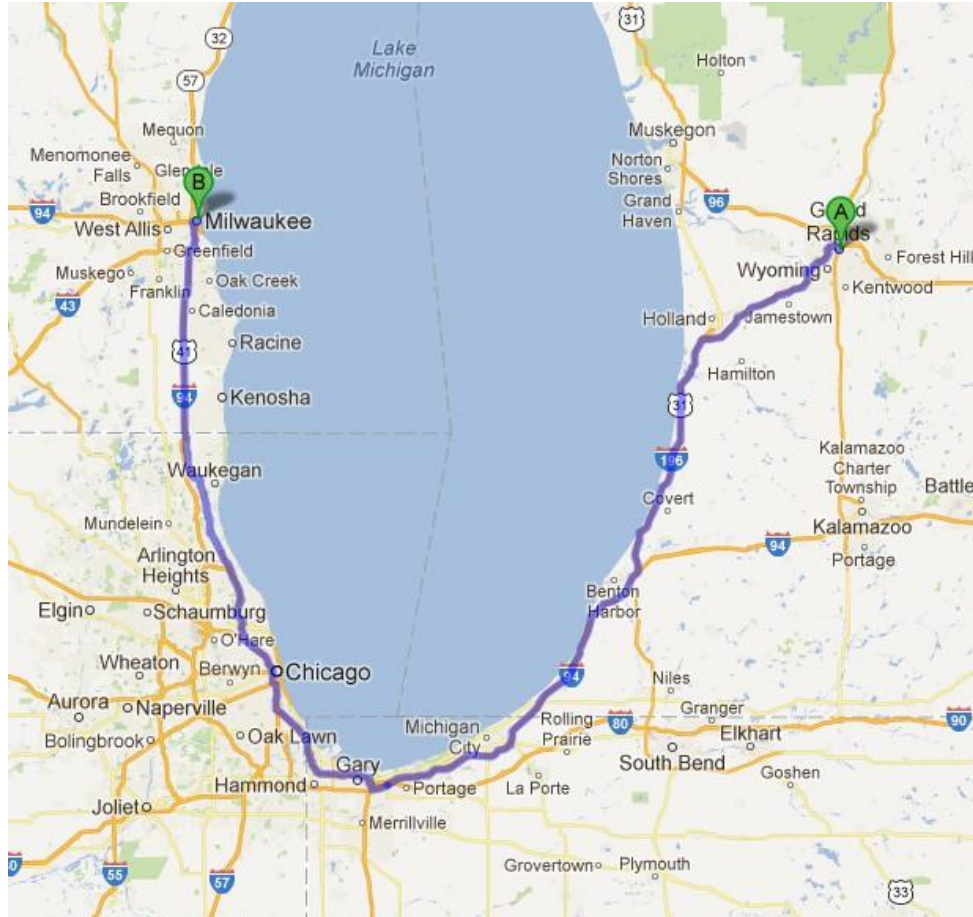 32
31
Lake
Michigan
Holton
57
Mequon
Muskegon
Menomonee
Falls
Norton
Shores
B
Brookfield
94
96
Grand
Haven
A
Milwaukee
Rapids
West Allis
Greenfield
Forest Hill
Muskego
Oak Creek
Wyoming
Franklin
Kentwood
43
Caledonia
Holland
Jamestown
Racine
41
Hamilton
94
Kenosha
31
Kalamazoo
Charter
Township
196
Waukegan
Battle
Covert
Mundelein
Kalamazoo
94
Portage
Arlington
Heights
Benton
Harbor
Elgin
Schaumburg
O'Hare
Wheaton
Berwyn
Chicago
94
Niles
Aurora
Naperville
Granger
80
90
Bolingbrook
Oak Lawn
Michigan
City
Rolling
Prairie
Elkhart
South Bend
Gary
Goshen
Hammond
Portage
La Porte
Joliet
Merrillville
80
55
57
Grovertown
Plymouth
33